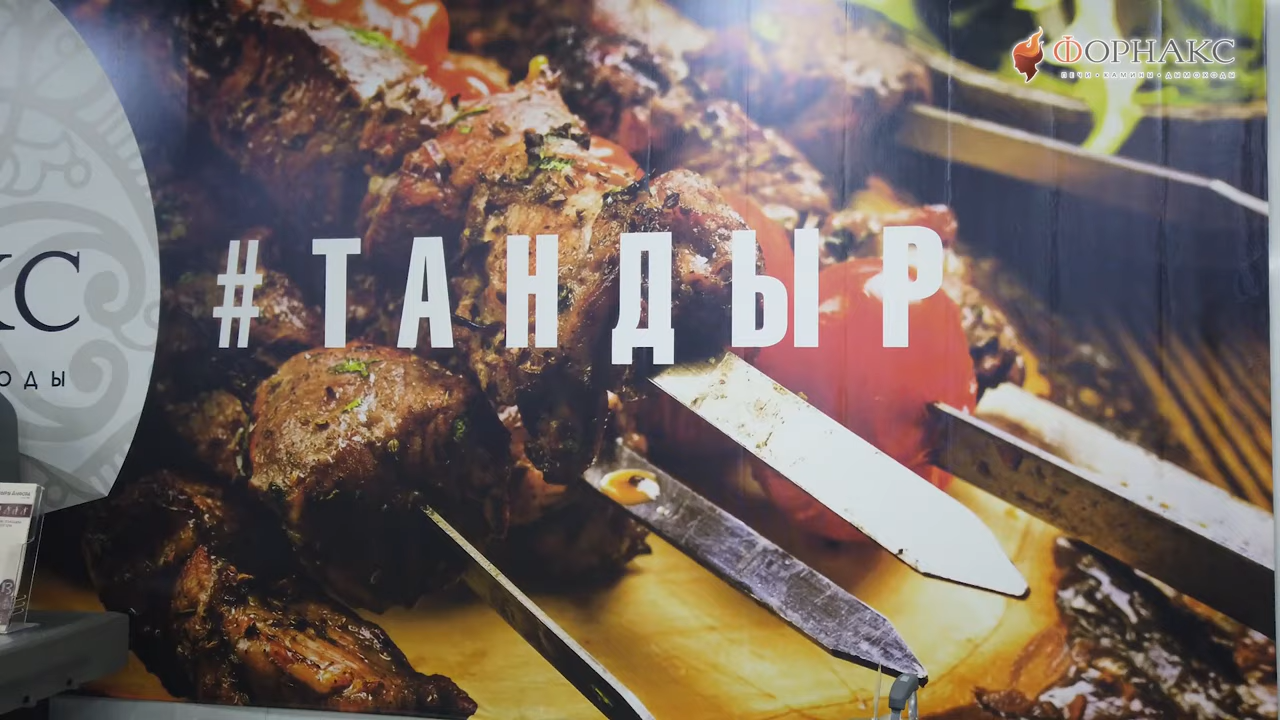 ФОРНАКС
ПЕЧИ • КАМИНЫ • ДЫМОХОДЫ
#ТАНДЫР
КС
ОДЫ